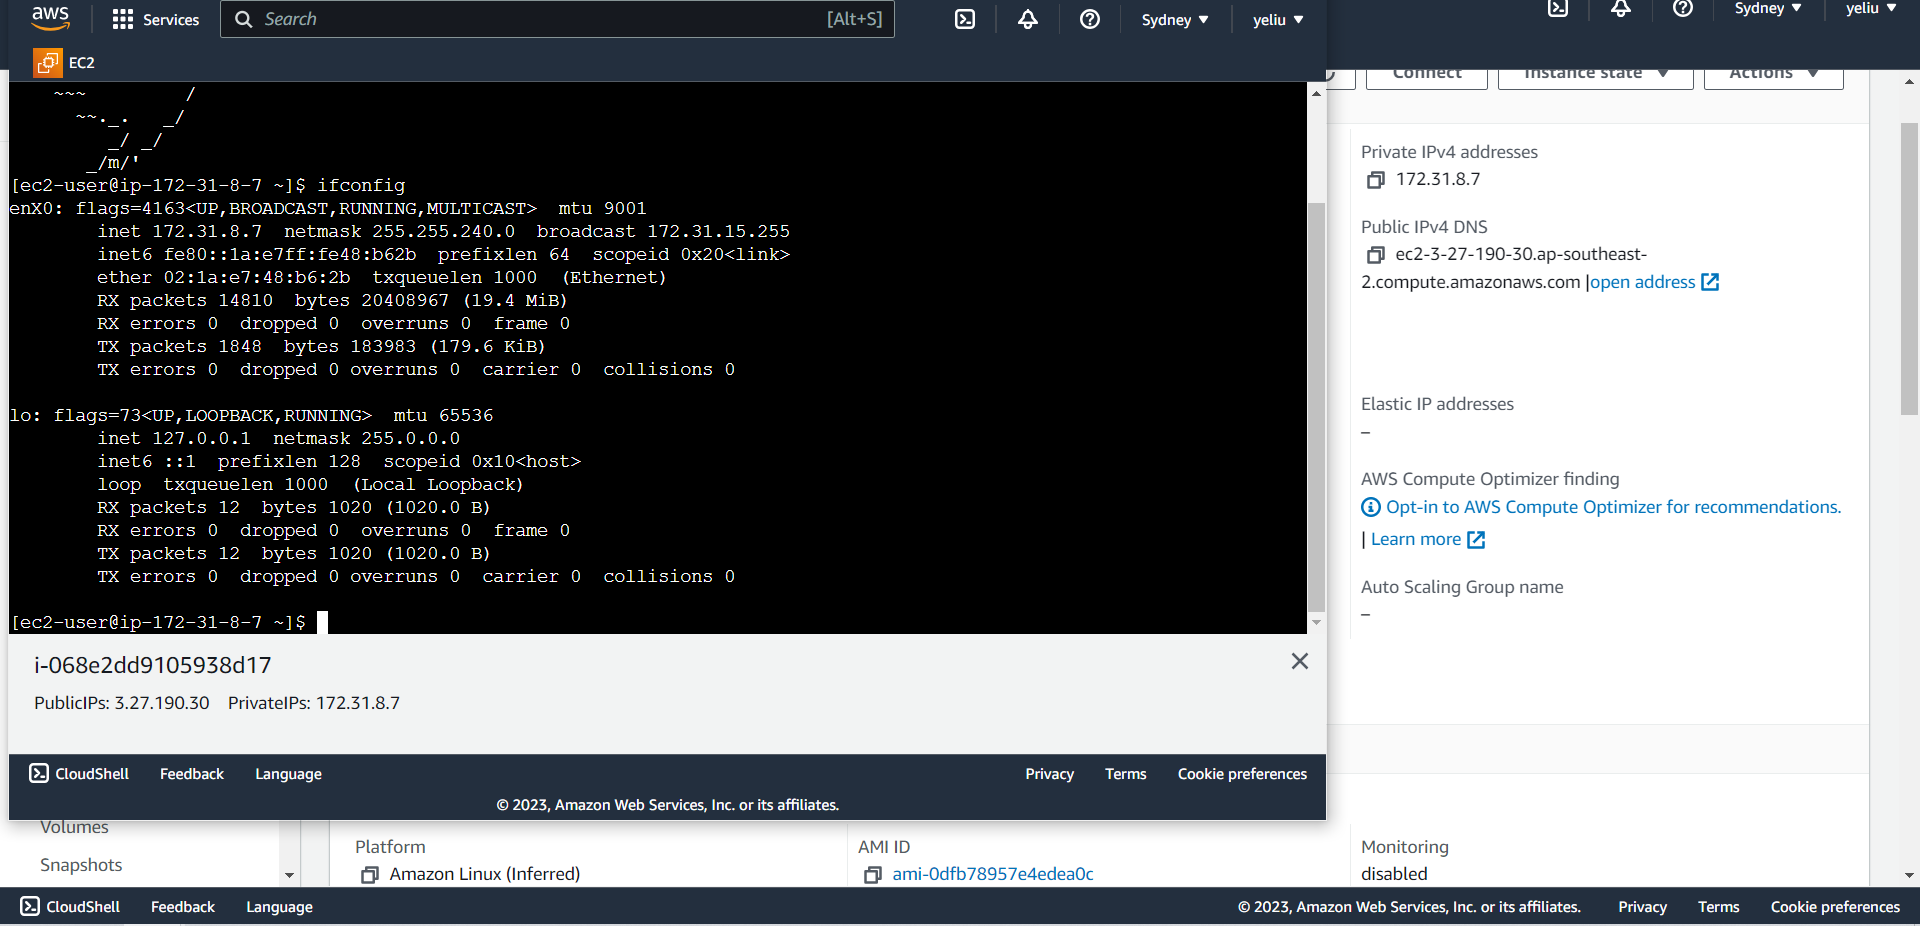 aws
Services
Search
[Alt+S]
Sydney ▼
yeliu ▼
EC2
~~~         /
~~._.   _/
_/ _/
_/m/'
[ec2-user@ip-172-31-8-7 ~]$ ifconfig
enX0: flags=4163<UP,BROADCAST,RUNNING,MULTICAST>  mtu 9001
inet 172.31.8.7  netmask 255.255.240.0  broadcast 172.31.15.255
inet6 fe80::1a:e7ff:fe48:b62b  prefixlen 64  scopeid 0x20<link>
ether 02:1a:e7:48:b6:2b  txqueuelen 1000  (Ethernet)
RX packets 14810  bytes 20408967 (19.4 MiB)
RX errors 0  dropped 0  overruns 0  frame 0
TX packets 1848  bytes 183983 (179.6 KiB)
TX errors 0  dropped 0 overruns 0  carrier 0  collisions 0
lo: flags=73<UP,LOOPBACK,RUNNING>  mtu 65536
inet 127.0.0.1  netmask 255.0.0.0
inet6 ::1  prefixlen 128  scopeid 0x10<host>
loop  txqueuelen 1000  (Local Loopback)
RX packets 12  bytes 1020 (1020.0 B)
RX errors 0  dropped 0  overruns 0  frame 0
TX packets 12  bytes 1020 (1020.0 B)
TX errors 0  dropped 0 overruns 0  carrier 0  collisions 0
[ec2-user@ip-172-31-8-7 ~]$
i-068e2dd9105938d17
PublicIPs: 3.27.190.30    PrivateIPs: 172.31.8.7
CloudShell
Feedback
Language
Privacy
Terms
Cookie preferences
© 2023, Amazon Web Services, Inc. or its affiliates.
Sydney ▼
yeliu ▼
Connect
Instance state ▼
Actions ▼
Private IPv4 addresses
172.31.8.7
Public IPv4 DNS
ec2-3-27-190-30.ap-southeast-
2.compute.amazonaws.com |open address
Elastic IP addresses
–
AWS Compute Optimizer finding
Opt-in to AWS Compute Optimizer for recommendations.
| Learn more
Auto Scaling Group name
–
Volumes
Snapshots
Platform
Amazon Linux (Inferred)
AMI ID
ami-0dfb78957e4edea0c
Monitoring
disabled
CloudShell
Feedback
Language
© 2023, Amazon Web Services, Inc. or its affiliates.
Privacy
Terms
Cookie preferences